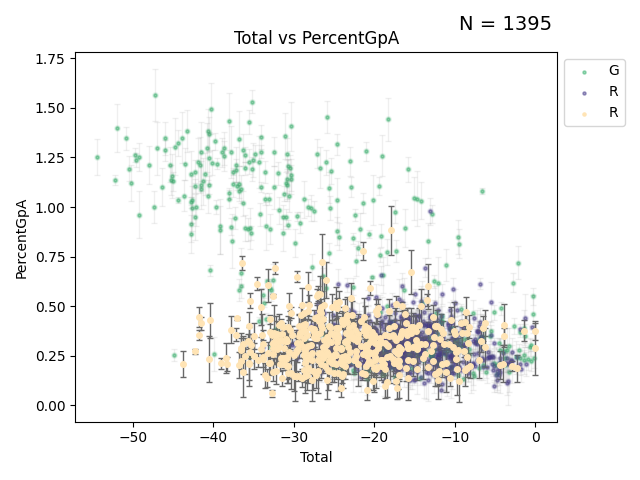 N = 1395
Total vs PercentGpA
G
R
R
PercentGpA
1.75
1.50
1.25
1.00
0.75
0.50
0.25
0.00
−50 −40 −30 −20 −10 0
Total